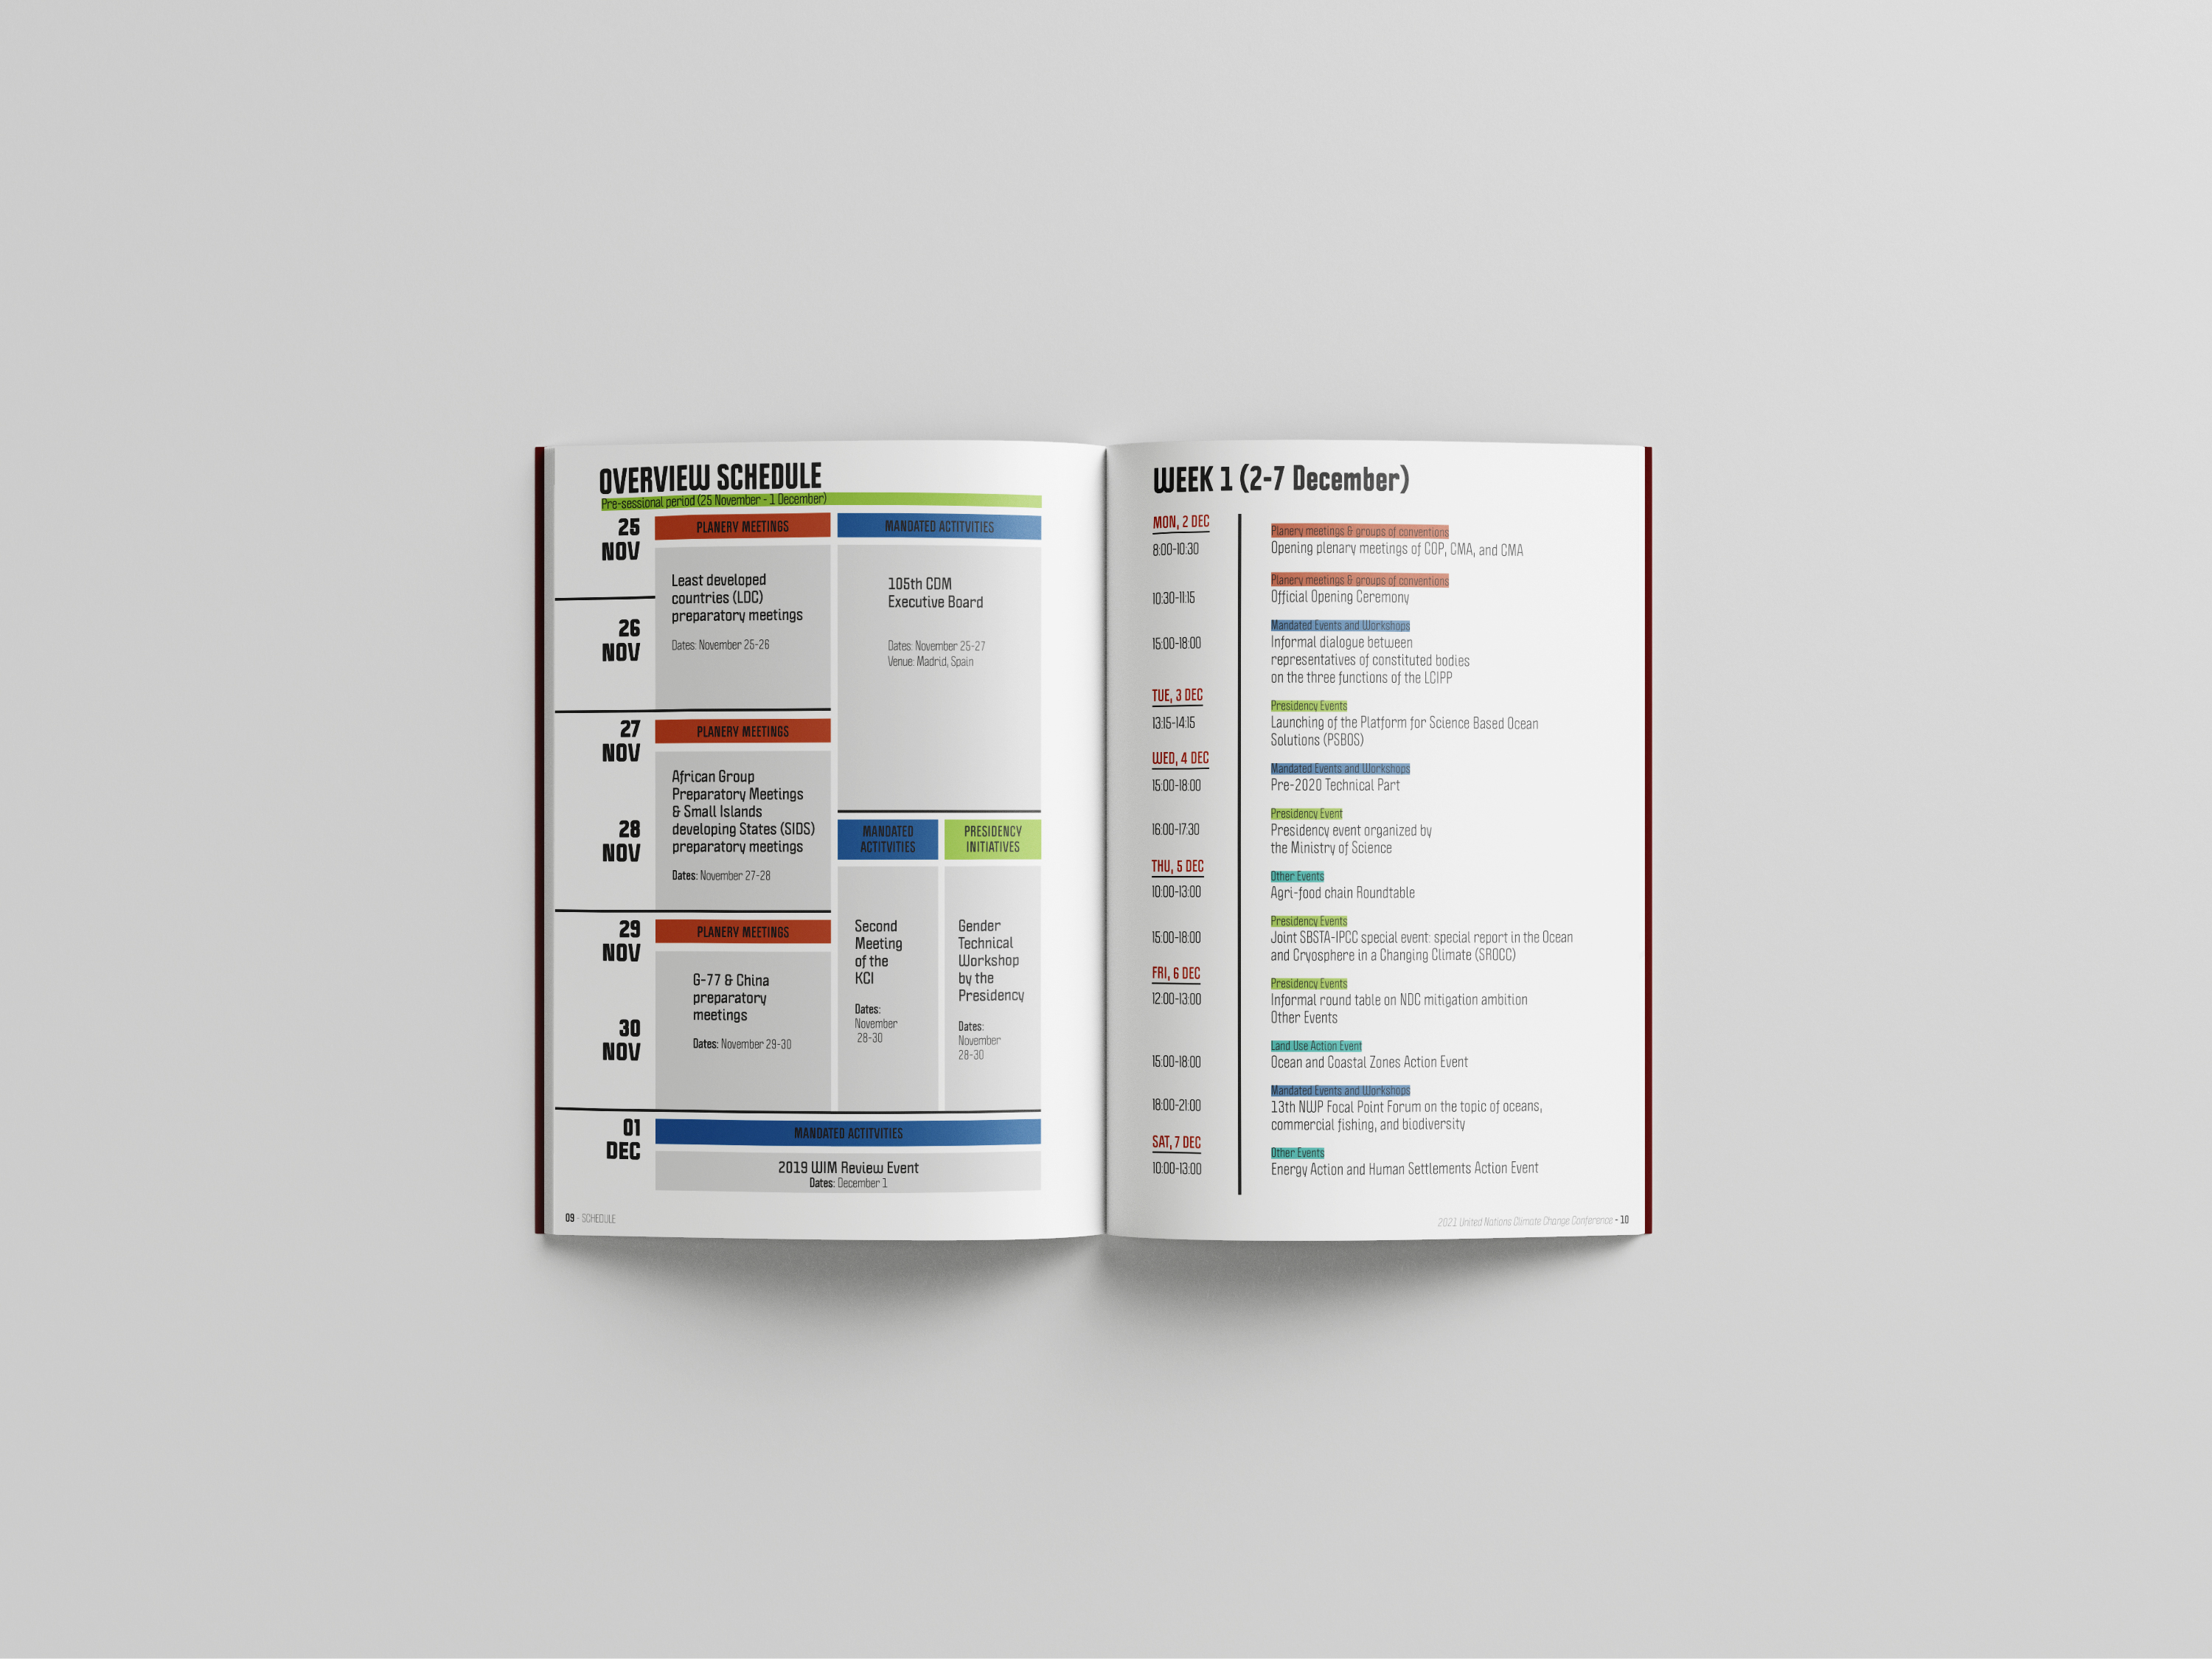 OVERVIEW SCHEDULE
Pre-sessional period (25 November - 1 December)
25
NOV
PLANERY MEETINGS
MANDATED ACTITVITIES
Least developed
countries (LDC)
preparatory meetings
Dates: November 25-26
105th CDM
Executive Board
Dates: November 25-27
Venue: Madrid, Spain
26
NOV
27
NOV
PLANERY MEETINGS
African Group
Preparatory Meetings
& Small Islands
developing States (SIDS)
preparatory meetings
Dates: November 27-28
28
NOV
MANDATED
ACTITVITIES
PRESIDENCY
INITIATIVES
29
NOV
PLANERY MEETINGS
G-77 & China
preparatory
meetings
Dates: November 29-30
Second
Meeting
of the
KCI
Dates:
November
28-30
Gender
Technical
Workshop
by the
Presidency
Dates:
November
28-30
30
NOV
01
DEC
MANDATED ACTITVITIES
2019 WIM Review Event
Dates: December 1
09 - SCHEDULE
WEEK 1 (2-7 December)
MON, 2 DEC
Planery meetings & groups of conventions
8:00-10:30
Opening plenary meetings of COP, CMA, and CMA
Planery meetings & groups of conventions
10:30-11:15
Official Opening Ceremony
Mandated Events and Workshops
15:00-18:00
Informal dialogue between
representatives of constituted bodies
on the three functions of the LCIPP
TUE, 3 DEC
Presidency Events
13:15-14:15
Launching of the Platform for Science Based Ocean
Solutions (PSBOS)
WED, 4 DEC
Mandated Events and Workshops
15:00-18:00
Pre-2020 Technical Part
Presidency Event
16:00-17:30
Presidency event organized by
the Ministry of Science
THU, 5 DEC
Other Events
10:00-13:00
Agri-food chain Roundtable
Presidency Events
15:00-18:00
Joint SBSTA-IPCC special event: special report in the Ocean
and Cryosphere in a Changing Climate (SROCC)
FRI, 6 DEC
Presidency Events
12:00-13:00
Informal round table on NDC mitigation ambition
Other Events
Land Use Action Event
15:00-18:00
Ocean and Coastal Zones Action Event
Mandated Events and Workshops
18:00-21:00
13th NWP Focal Point Forum on the topic of oceans,
commercial fishing, and biodiversity
SAT, 7 DEC
Other Events
10:00-13:00
Energy Action and Human Settlements Action Event
2021 United Nations Climate Change Conference - 10